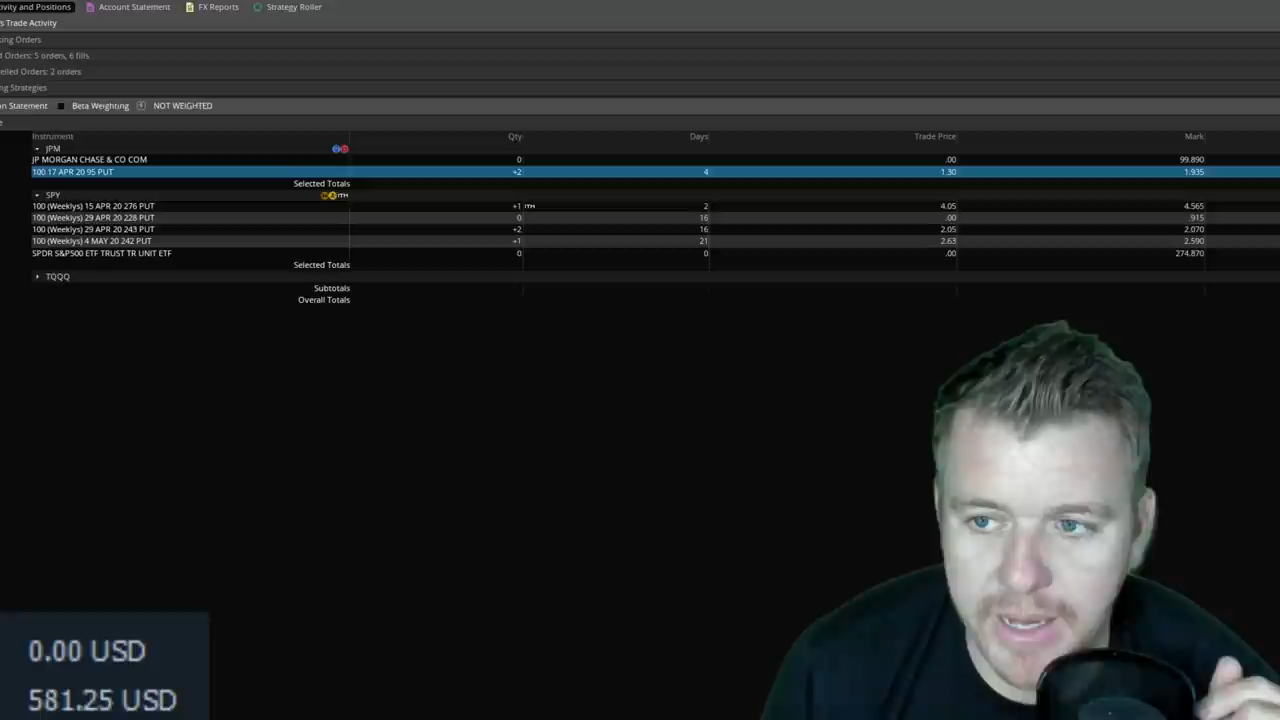 ivity and Positions Account Statement FX Reports Strategy Roller
's Trade Activity
king Orders
d Orders: 5 orders, 6 fills
elled Orders: 2 orders
ng Strategies
on Statement Beta Weighting NOT WEIGHTED
e
Instrument Qty Days Trade Price Mark
JPM
JP MORGAN CHASE & CO COM 0 .00 99.890
100 17 APR 20 95 PUT +2 4 1.30 1.935
Selected Totals
SPY ITH
100 (Weeklys) 15 APR 20 276 PUT +1 ITH 2 4.05 4.565
100 (Weeklys) 29 APR 20 228 PUT 0 16 .00 .915
100 (Weeklys) 29 APR 20 243 PUT +2 16 2.05 2.070
100 (Weeklys) 4 MAY 20 242 PUT +1 21 2.63 2.590
SPDR S&P500 ETF TRUST TR UNIT ETF 0 0 .00 274.870
Selected Totals
TQQQ
Subtotals
Overall Totals
0.00 USD
581.25 USD